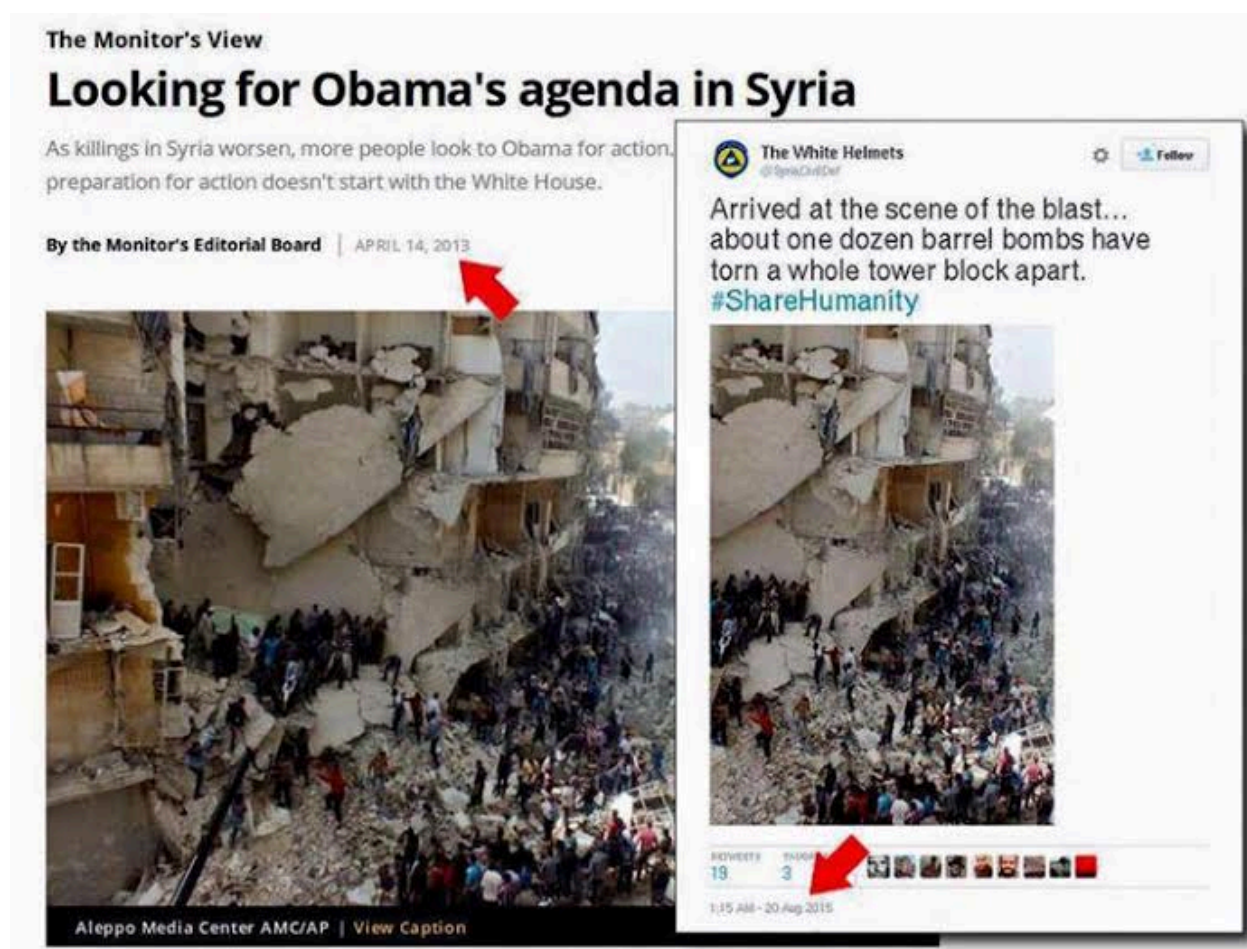 The Monitor's View
Looking for Obama's agenda in Syria
As killings in Syria worsen, more people look to Obama for action.
preparation for action doesn't start with the White House.
By the Monitor's Editorial Board | APRIL 14, 2013
Aleppo Media Center AMC/AP | View Caption
The White Helmets
@SyriaCivilDef
Follow
Arrived at the scene of the blast...
about one dozen barrel bombs have
torn a whole tower block apart.
#ShareHumanity
RETWEETS
19 3
1:15 AM - 20 Aug 2015